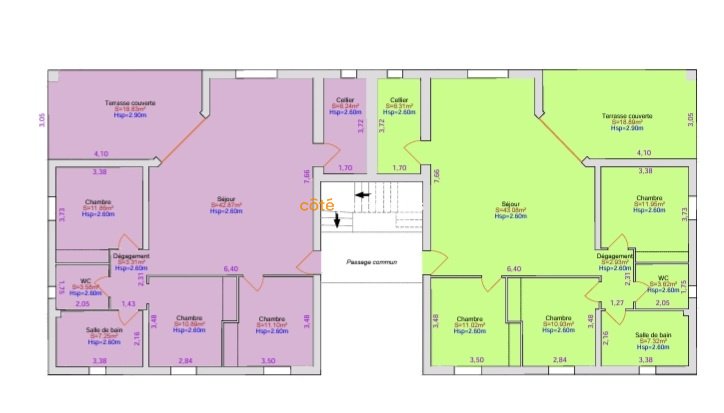 Terrasse couverte
S=18.83m²
Hsp=2.90m
3,05
4,10
3,38
Chambre
S=11.86m²
Hsp=2.60m
3,73
Dégagement
S=3.31m²
Hsp=2.60m
2,31
WC
S=3.58m²
Hsp=2.60m
1,75
2,05
1,43
Salle de bain
S=7.25m²
Hsp=2.60m
2,16
3,38
Séjour
S=42.87m²
Hsp=2.60m
7,66
6,40
Chambre
S=10.89m²
Hsp=2.60m
3,48
2,84
Chambre
S=11.10m²
Hsp=2.60m
3,48
3,50
Cellier
S=6.24m²
Hsp=2.60m
3,72
1,70
côté
Passage commun
Cellier
S=6.31m²
Hsp=2.60m
3,72
1,70
Séjour
S=43.08m²
Hsp=2.60m
7,66
6,40
Terrasse couverte
Hsp=2.90m
3,05
4,10
3,38
Chambre
S=11.95m²
Hsp=2.60m
3,73
Dégagement
S=2.93m²
Hsp=2.60m
2,31
WC
S=3.62m²
Hsp=2.60m
1,75
2,05
1,27
Chambre
S=11.02m²
Hsp=2.60m
3,48
3,50
Chambre
S=10.93m²
Hsp=2.60m
3,48
2,84
Salle de bain
S=7.32m²
Hsp=2.60m
2,16
3,38